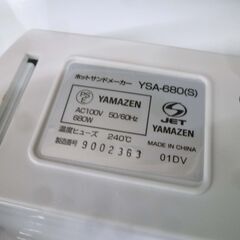 ホットサンドメーカー YSA-680(S)
PS E YAMAZEN
AC100V 50/60Hz
680W
JET
YAMAZEN
温度ヒューズ 240℃
製造番号 9002363
MADE IN CHINA
01DV